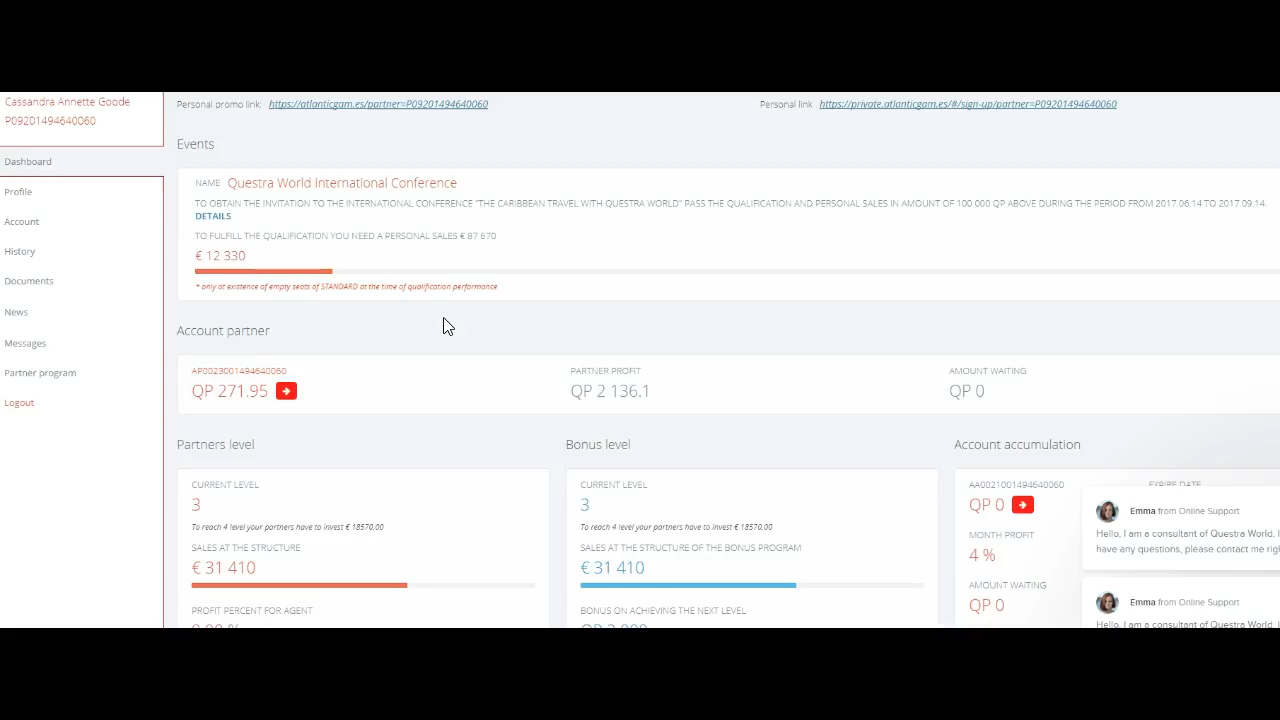 Cassandra Annette Goode
P09201494640060
Personal promo link: https://atlanticgam.es/partner=P09201494640060
Personal link https://private.atlanticgam.es/#/sign-up/partner=P09201494640060
Dashboard
Profile
Account
History
Documents
News
Messages
Partner program
Logout
Events
NAME Questra World International Conference
TO OBTAIN THE INVITATION TO THE INTERNATIONAL CONFERENCE "THE CARIBBEAN TRAVEL WITH QUESTRA WORLD" PASS THE QUALIFICATION AND PERSONAL SALES IN AMOUNT OF 100 000 QP ABOVE DURING THE PERIOD FROM 2017.06.14 TO 2017.09.14.
DETAILS
TO FULFILL THE QUALIFICATION YOU NEED A PERSONAL SALES € 87 670
€ 12 330
* only at existence of empty seats of STANDARD at the time of qualification performance
Account partner
AP0023001494640060
QP 271.95
PARTNER PROFIT
QP 2 136.1
AMOUNT WAITING
QP 0
Partners level
CURRENT LEVEL
3
To reach 4 level your partners have to invest € 18570.00
SALES AT THE STRUCTURE
€ 31 410
PROFIT PERCENT FOR AGENT
Bonus level
CURRENT LEVEL
3
To reach 4 level your partners have to invest € 18570.00
SALES AT THE STRUCTURE OF THE BONUS PROGRAM
€ 31 410
BONUS ON ACHIEVING THE NEXT LEVEL
Account accumulation
AA0021001494640060
EXPIRE DATE
QP 0
MONTH PROFIT
4 %
AMOUNT WAITING
QP 0
Emma from Online Support
Hello, I am a consultant of Questra World. I
have any questions, please contact me righ
Emma from Online Support
Hello, I am a consultant of Questra World. I